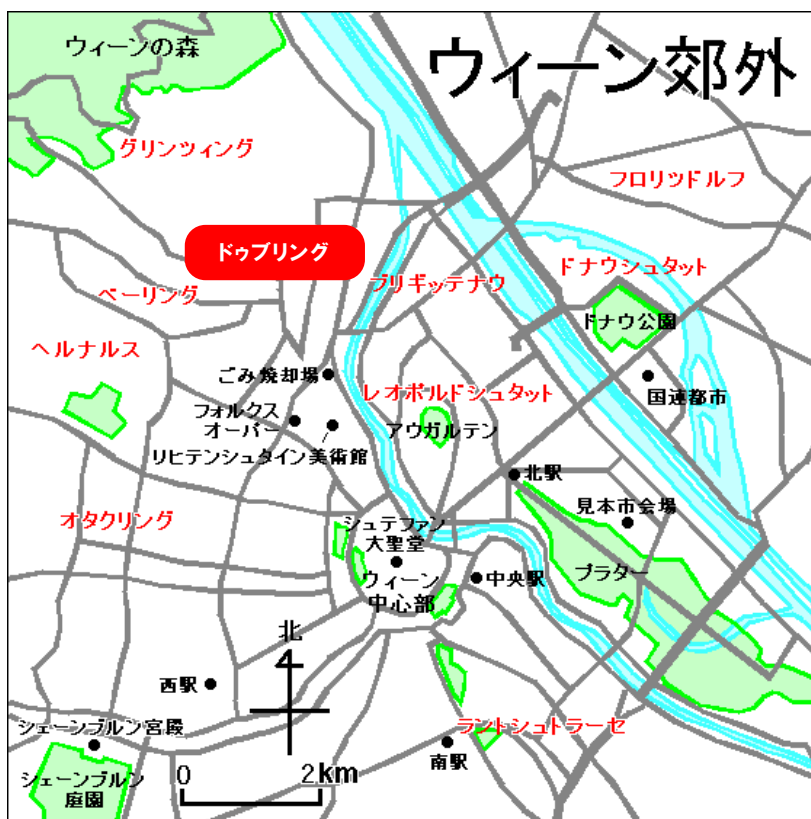 ウィーンの森
ウィーン郊外
グリンツィング
フロリツドルフ
ドゥブリング
ドナウシュタット
ブリギッテナウ
ベーリング
ドナウ公園
ヘルナルス
ごみ焼却場
レオポルドシュタット
国連都市
フォルクス
オーパー
アウガルテン
リヒテンシュタイン美術館
北駅
見本市会場
オタクリング
シュテファン
大聖堂
プラター
ウィーン
中心部
中央駅
北
西駅
シェーンブルン宮殿
ラントシュトラーセ
南駅
シェーンブルン
庭園
0 2km